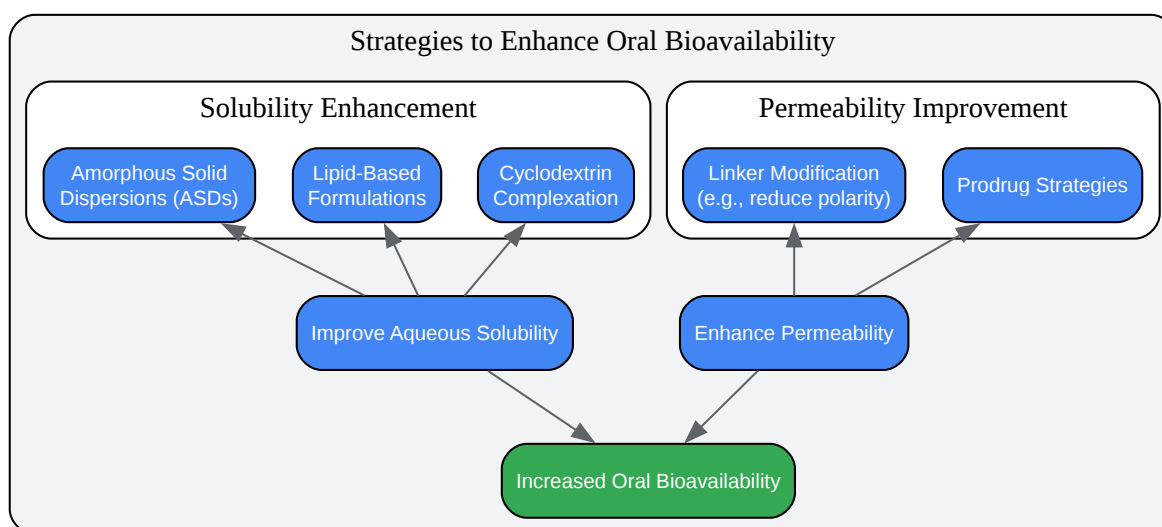 Strategies to Enhance Oral Bioavailability
Solubility Enhancement
Permeability Improvement
Amorphous Solid
Dispersions (ASDs)
Lipid-Based
Formulations
Cyclodextrin
Complexation
Linker Modification
(e.g., reduce polarity)
Prodrug Strategies
Improve Aqueous Solubility
Enhance Permeability
Increased Oral Bioavailability